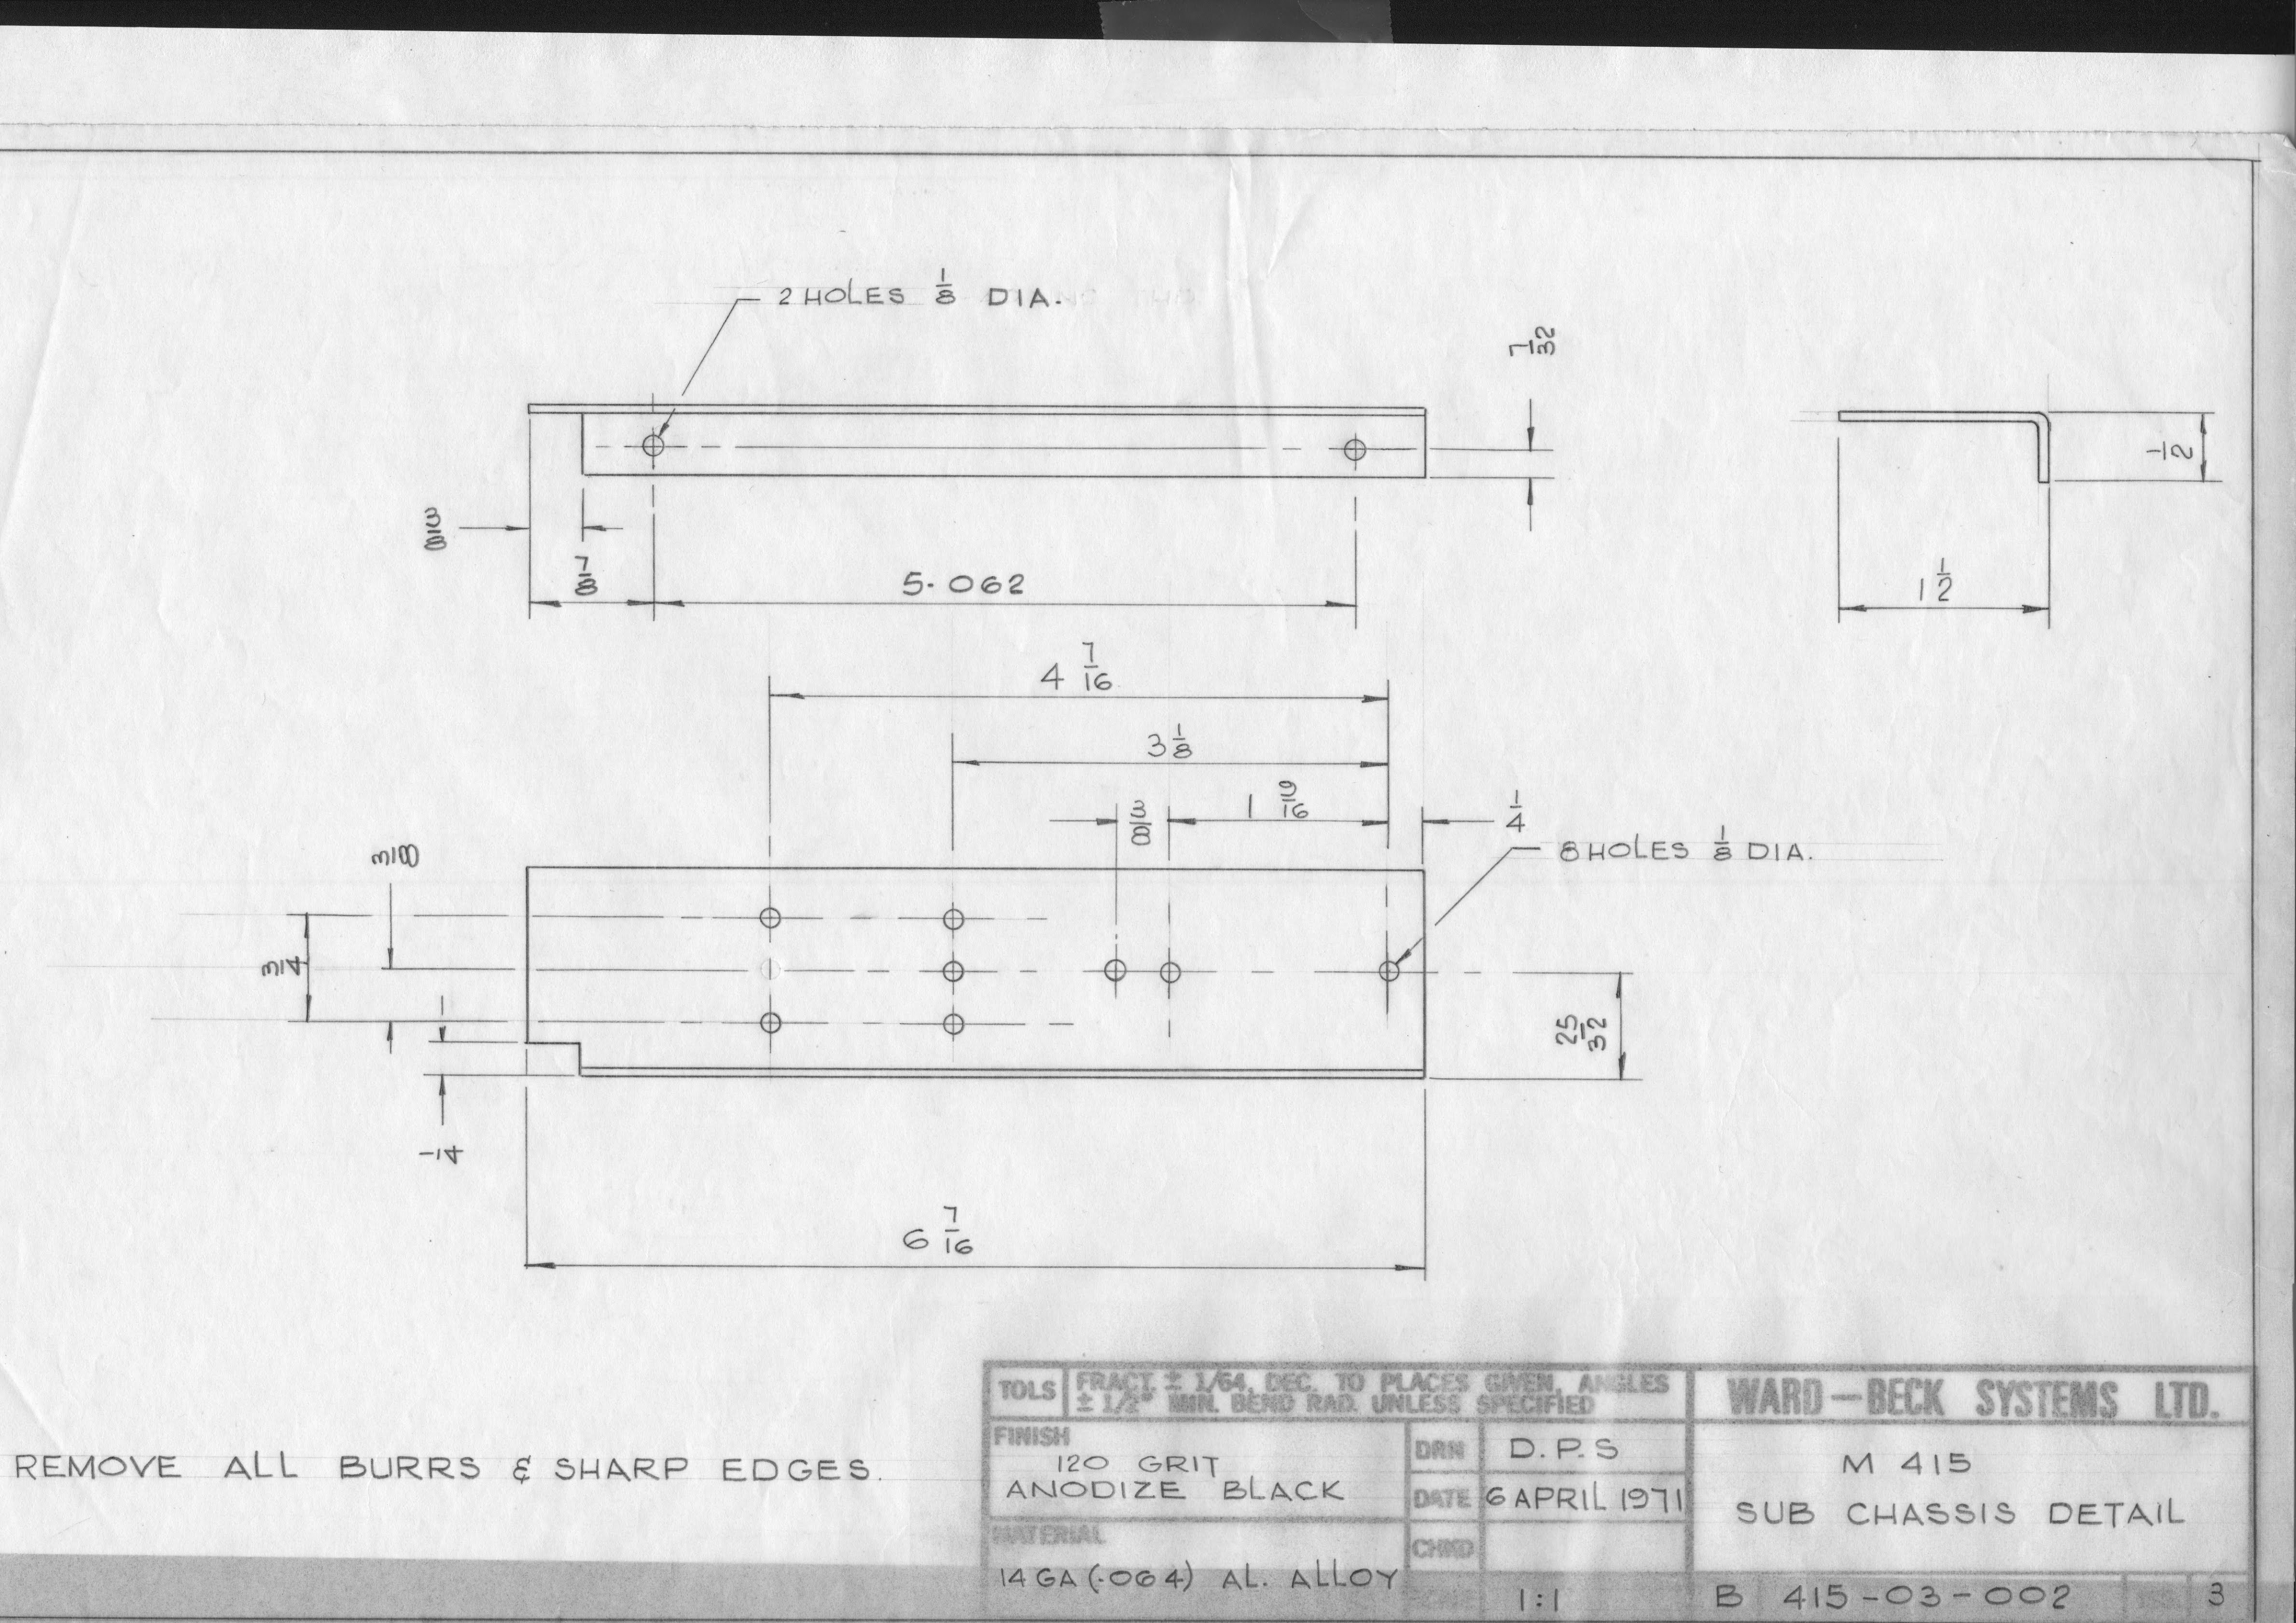 2 HOLES 1/8 DIA.
7/32
1/2
3/8
7/8
5.062
1 1/2
4 7/16
3 1/8
3/8
1 9/16
1/4
8 HOLES 1/8 DIA.
3/8
3/4
25/32
1/4
6 7/16
REMOVE ALL BURRS & SHARP EDGES.
TOLS
FRACT. ± 1/64, DEC. TO PLACES GIVEN, ANGLES
± 1/2° MIN. BEND RAD. UNLESS SPECIFIED
WARD-BECK SYSTEMS LTD.
FINISH
120 GRIT
ANODIZE BLACK
DRN D.P.S
DATE 6 APRIL 1971
CHKD
M 415
SUB CHASSIS DETAIL
MATERIAL
14 GA (.064) AL. ALLOY
1:1
B 415-03-002
3